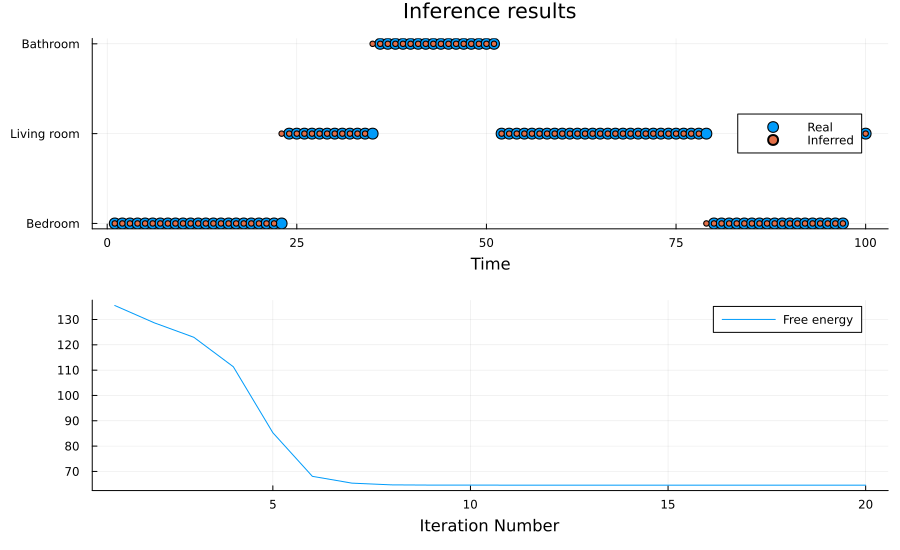 Inference results
Bathroom
Living room
Bedroom
Real
Inferred
0 25 50 75 100
Time
130
120
110
100
90
80
70
Free energy
5 10 15 20
Iteration Number